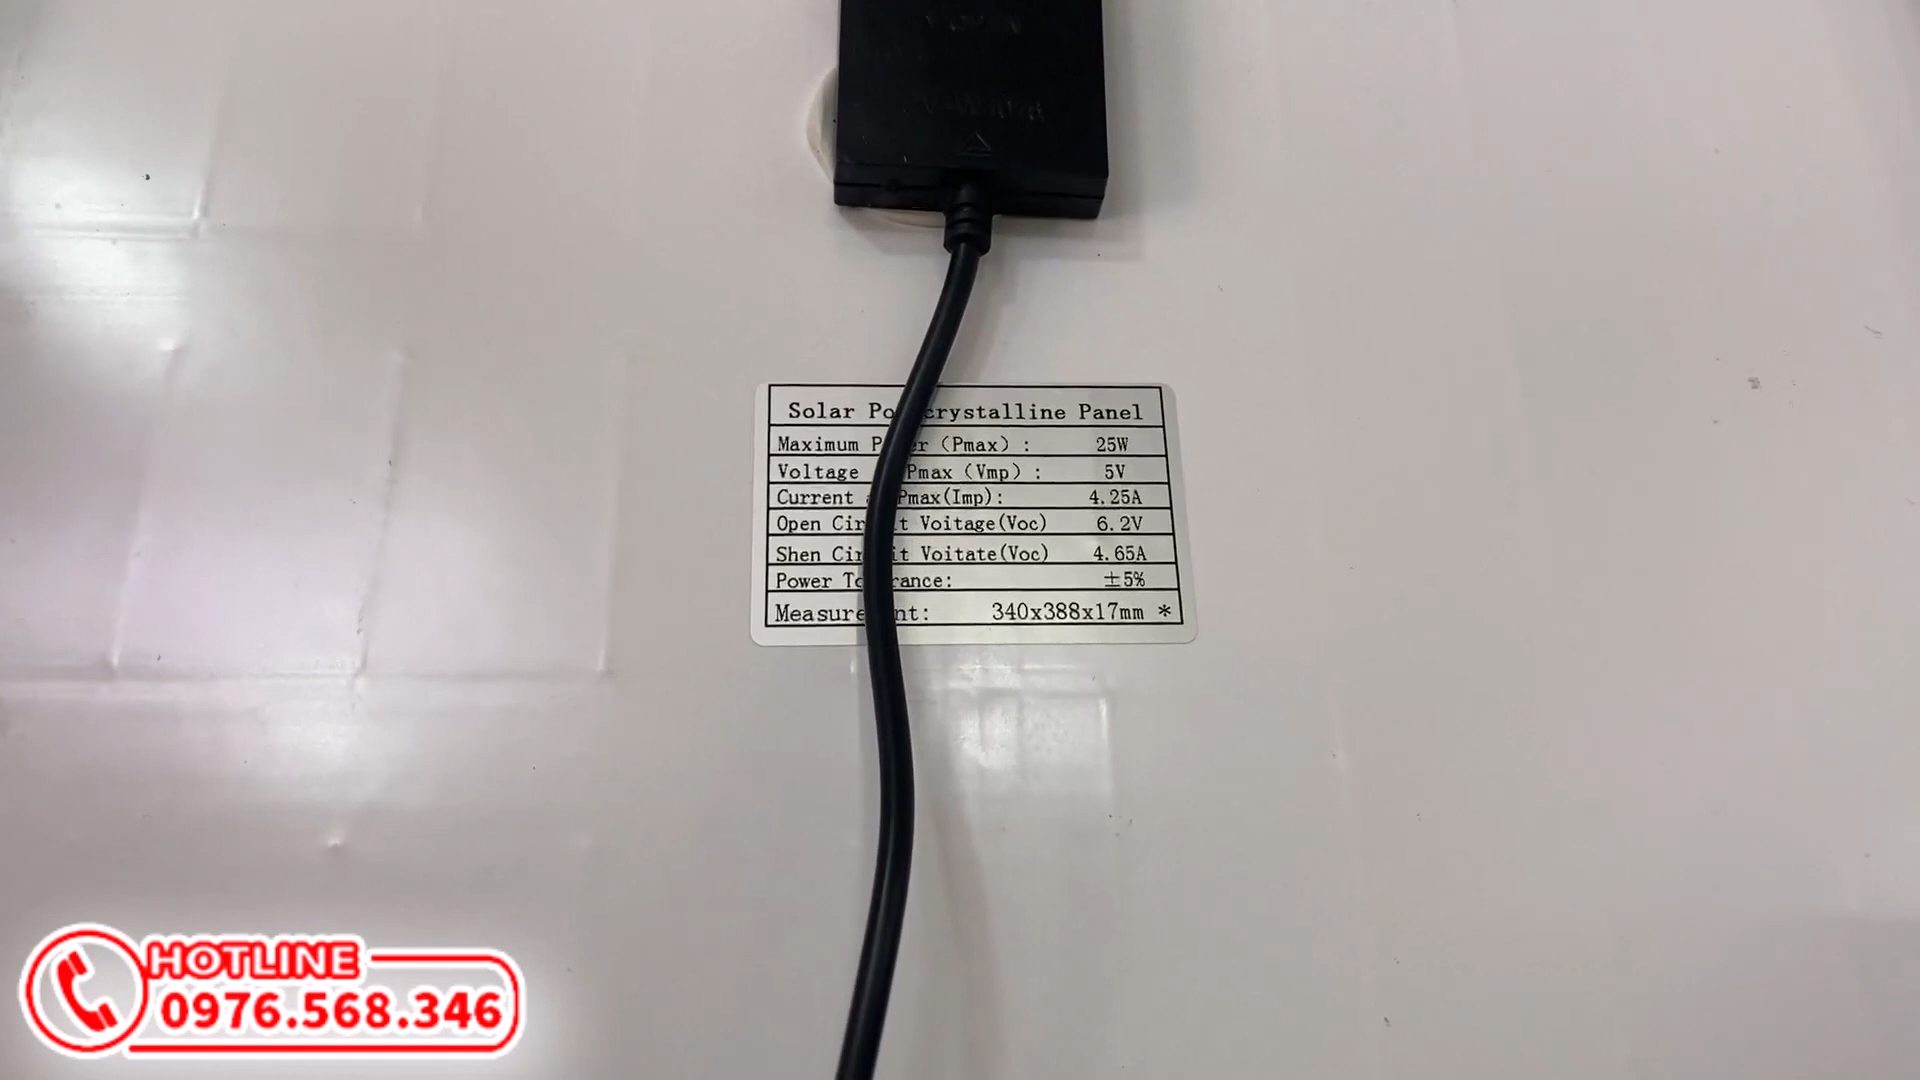 Solar Po crystalline Panel
Maximum P r (Pmax) : 25W
Voltage Pmax (Vmp) : 5V
Current a Pmax(Imp): 4.25A
Open Cir t Voitage(Voc) 6.2V
Shen Cir it Voitate(Voc) 4.65A
Power To rance: ±5%
Measure nt: 340x388x17mm *
HOTLINE
0976.568.346